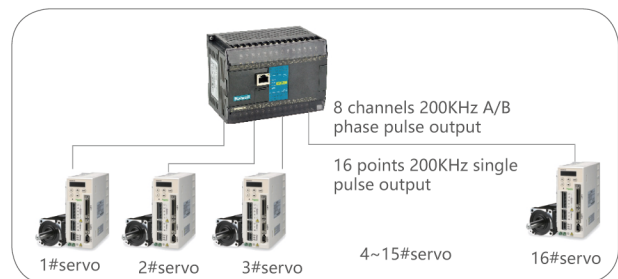 8 channels 200KHz A/B
phase pulse output
16 points 200KHz single
pulse output
1#servo
2#servo
3#servo
4~15#servo
16#servo